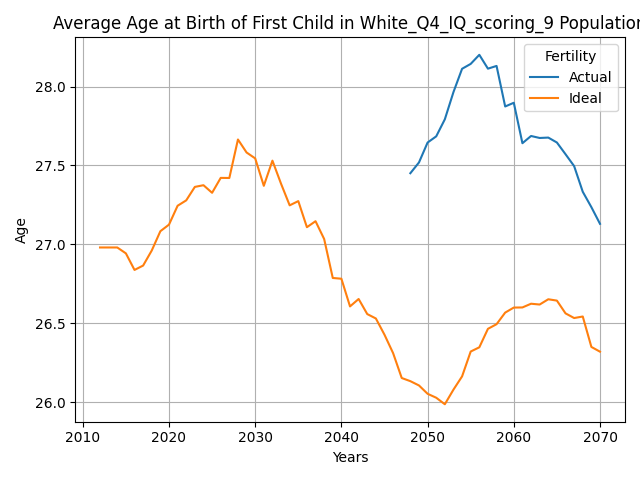 Average Age at Birth of First Child in White_Q4_IQ_scoring_9 Population
Fertility
Actual
Ideal
28.0
27.5
27.0
26.5
26.0
Age
2010 2020 2030 2040 2050 2060 2070
Years